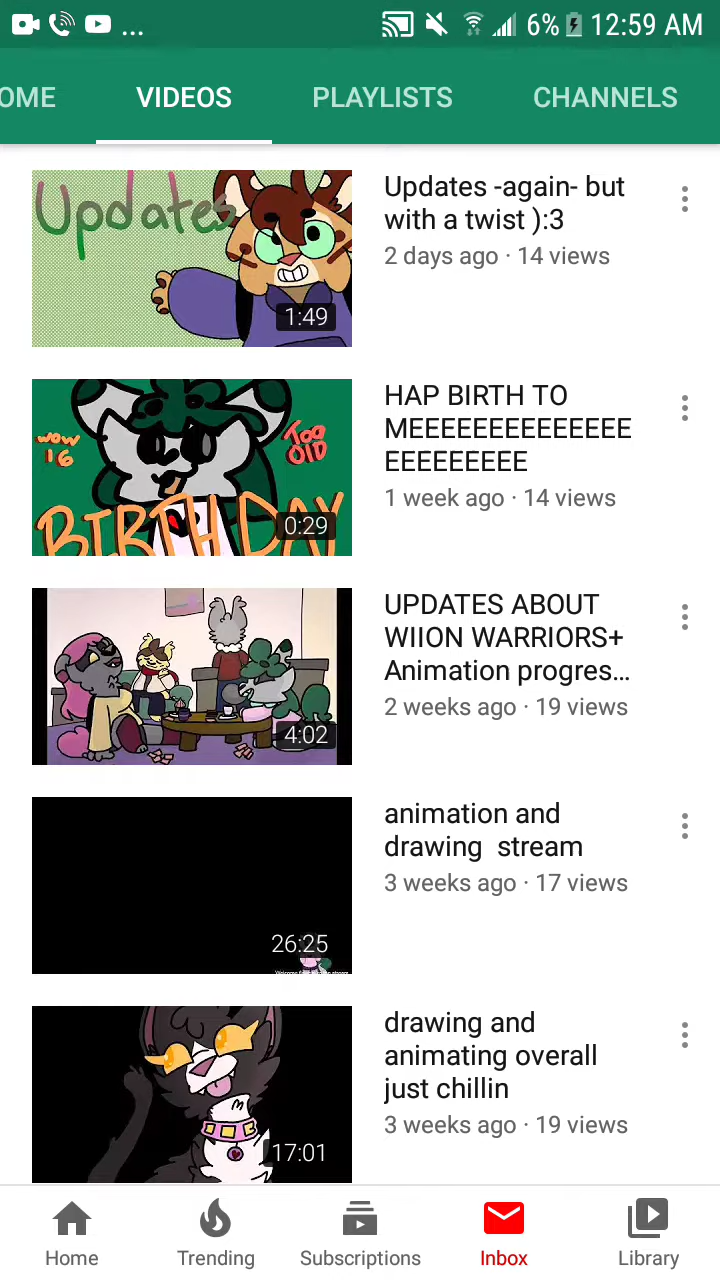 ... 6% 12:59 AM
OME VIDEOS PLAYLISTS CHANNELS
Updates
1:49
Updates -again- but
with a twist ):3
2 days ago · 14 views
wow
16
Too
Old
BIRTHDAY
0:29
HAP BIRTH TO
MEEEEEEEEEEEEEE
EEEEEEEEE
1 week ago · 14 views
4:02
UPDATES ABOUT
WIION WARRIORS+
Animation progres...
2 weeks ago · 19 views
26:25
animation and
drawing stream
3 weeks ago · 17 views
17:01
drawing and
animating overall
just chillin
3 weeks ago · 19 views
Home Trending Subscriptions Inbox Library